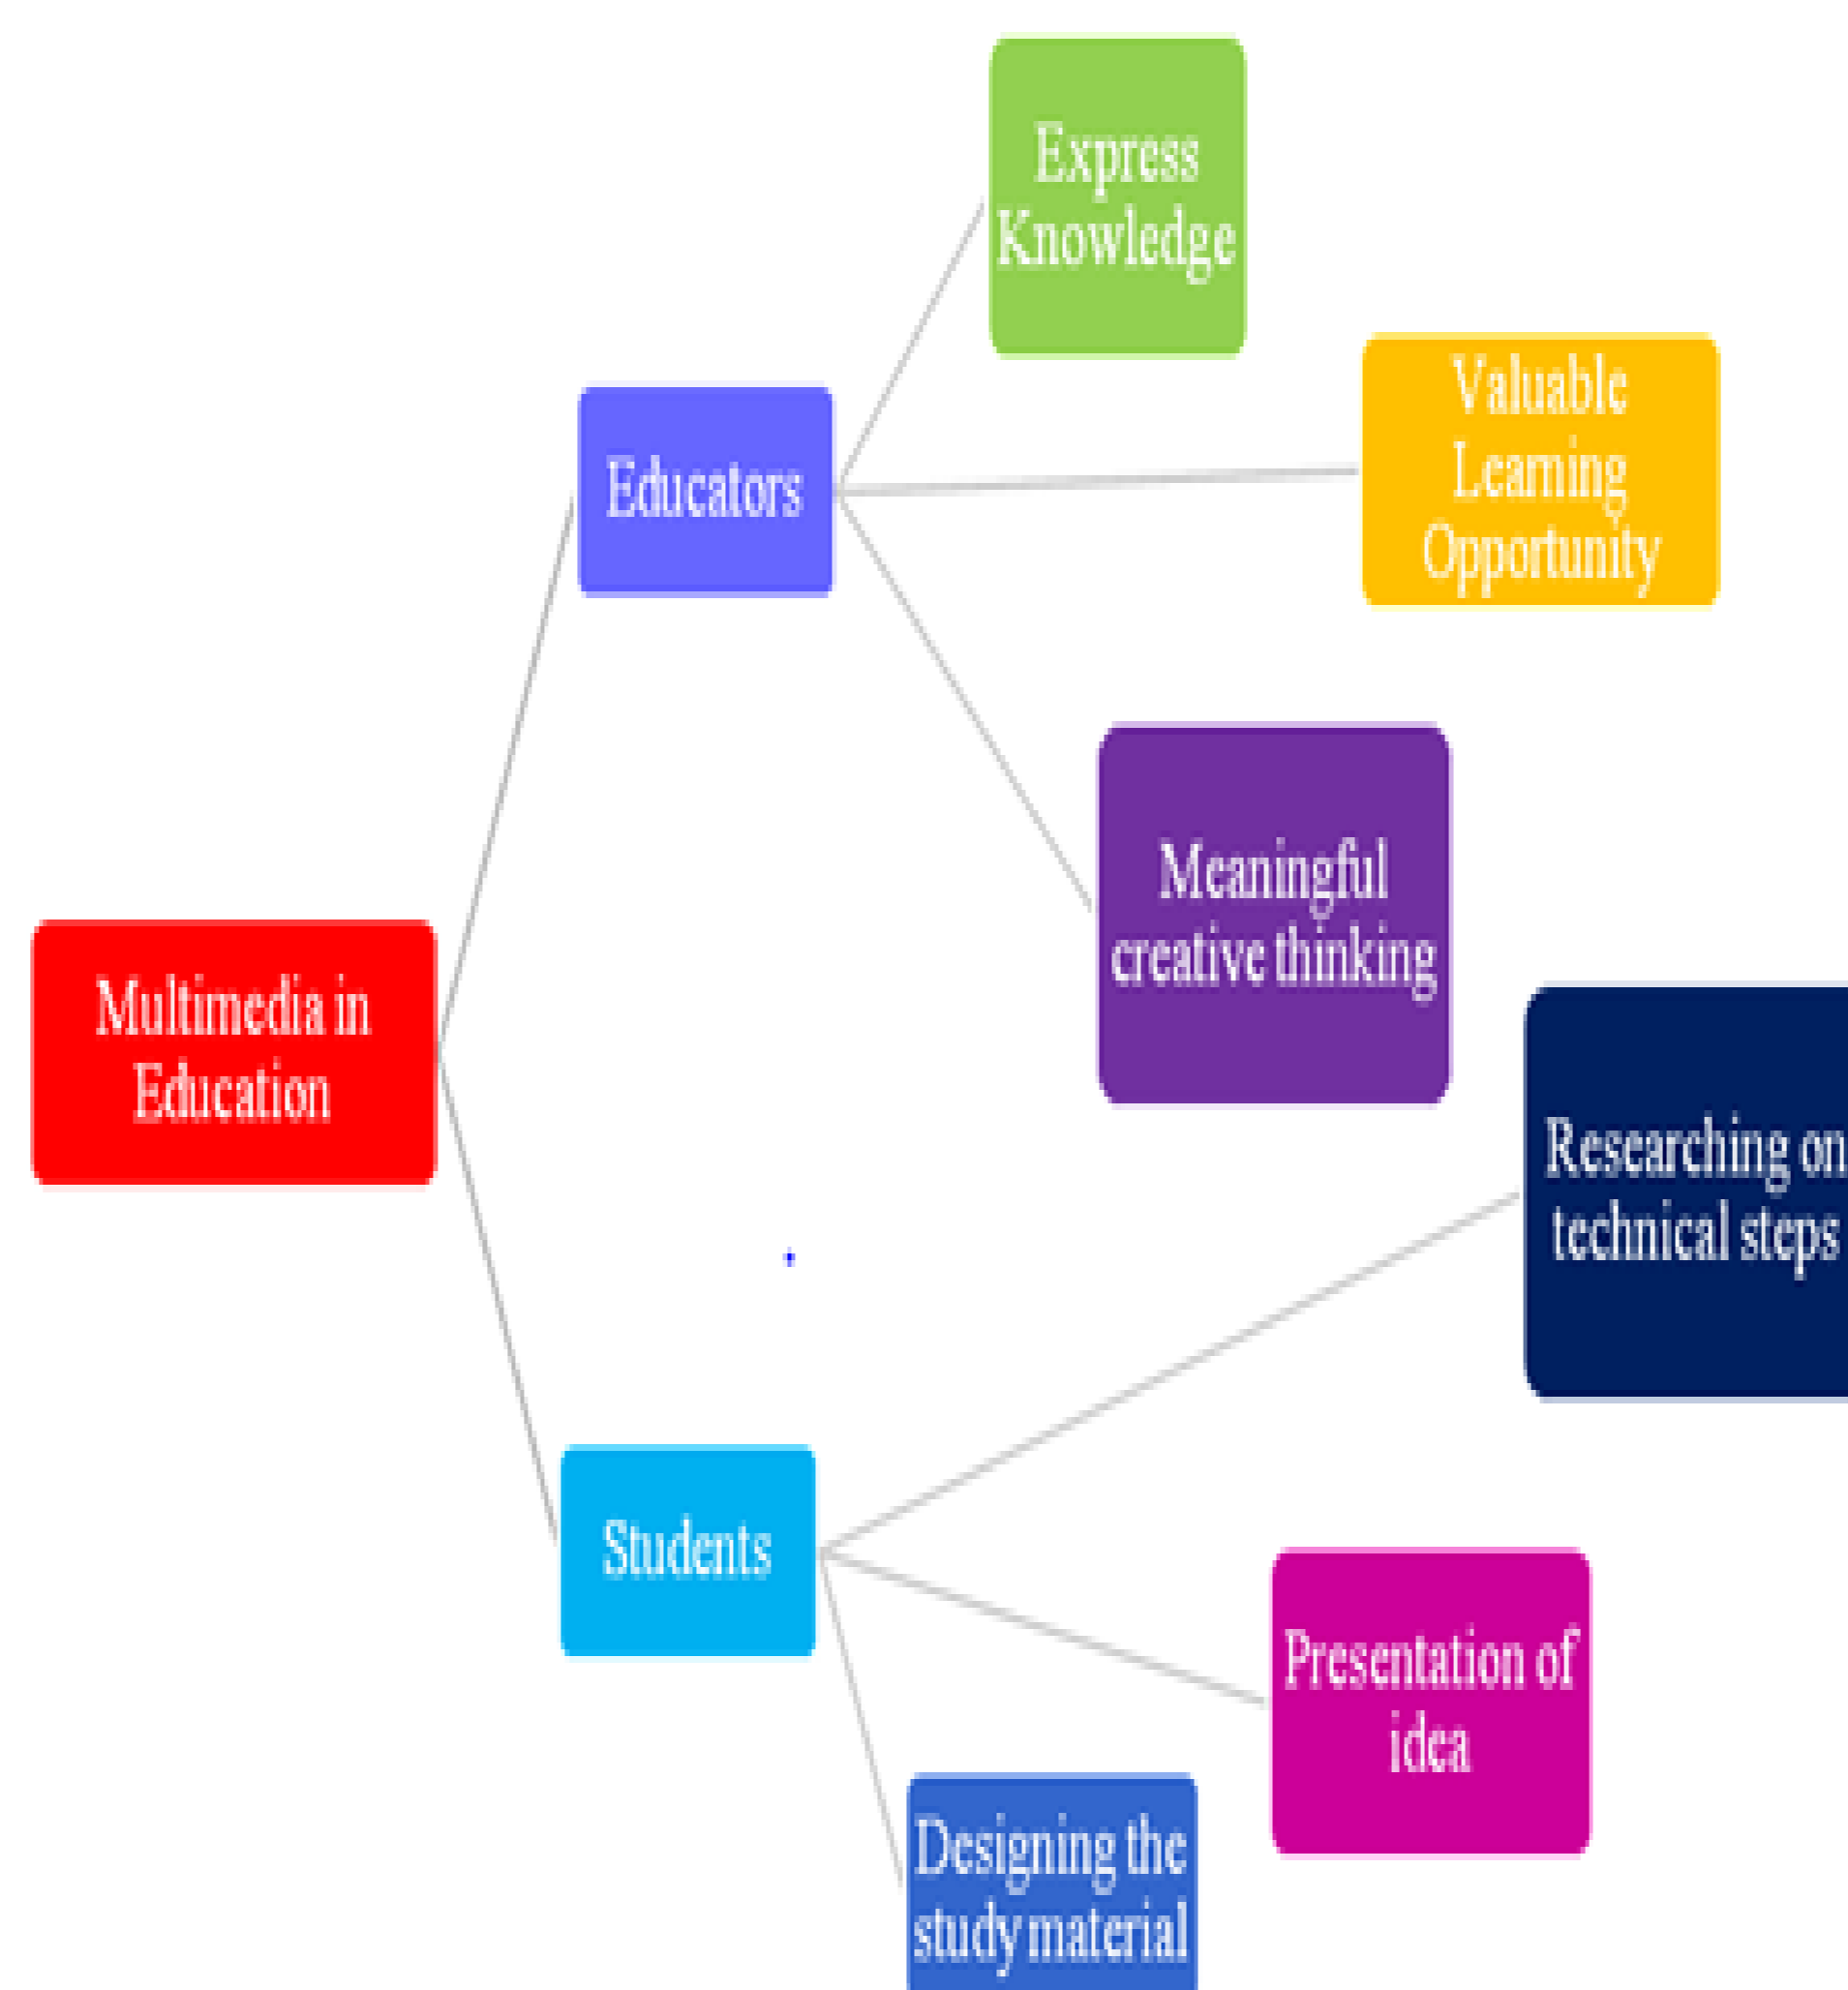 Express
Knowledge
Valuable
Learning
Opportunity
Educators
Meaningful
creative thinking
Multimedia in
Education
Researching on
technical steps
Students
Presentation of
idea
Designing the
study material